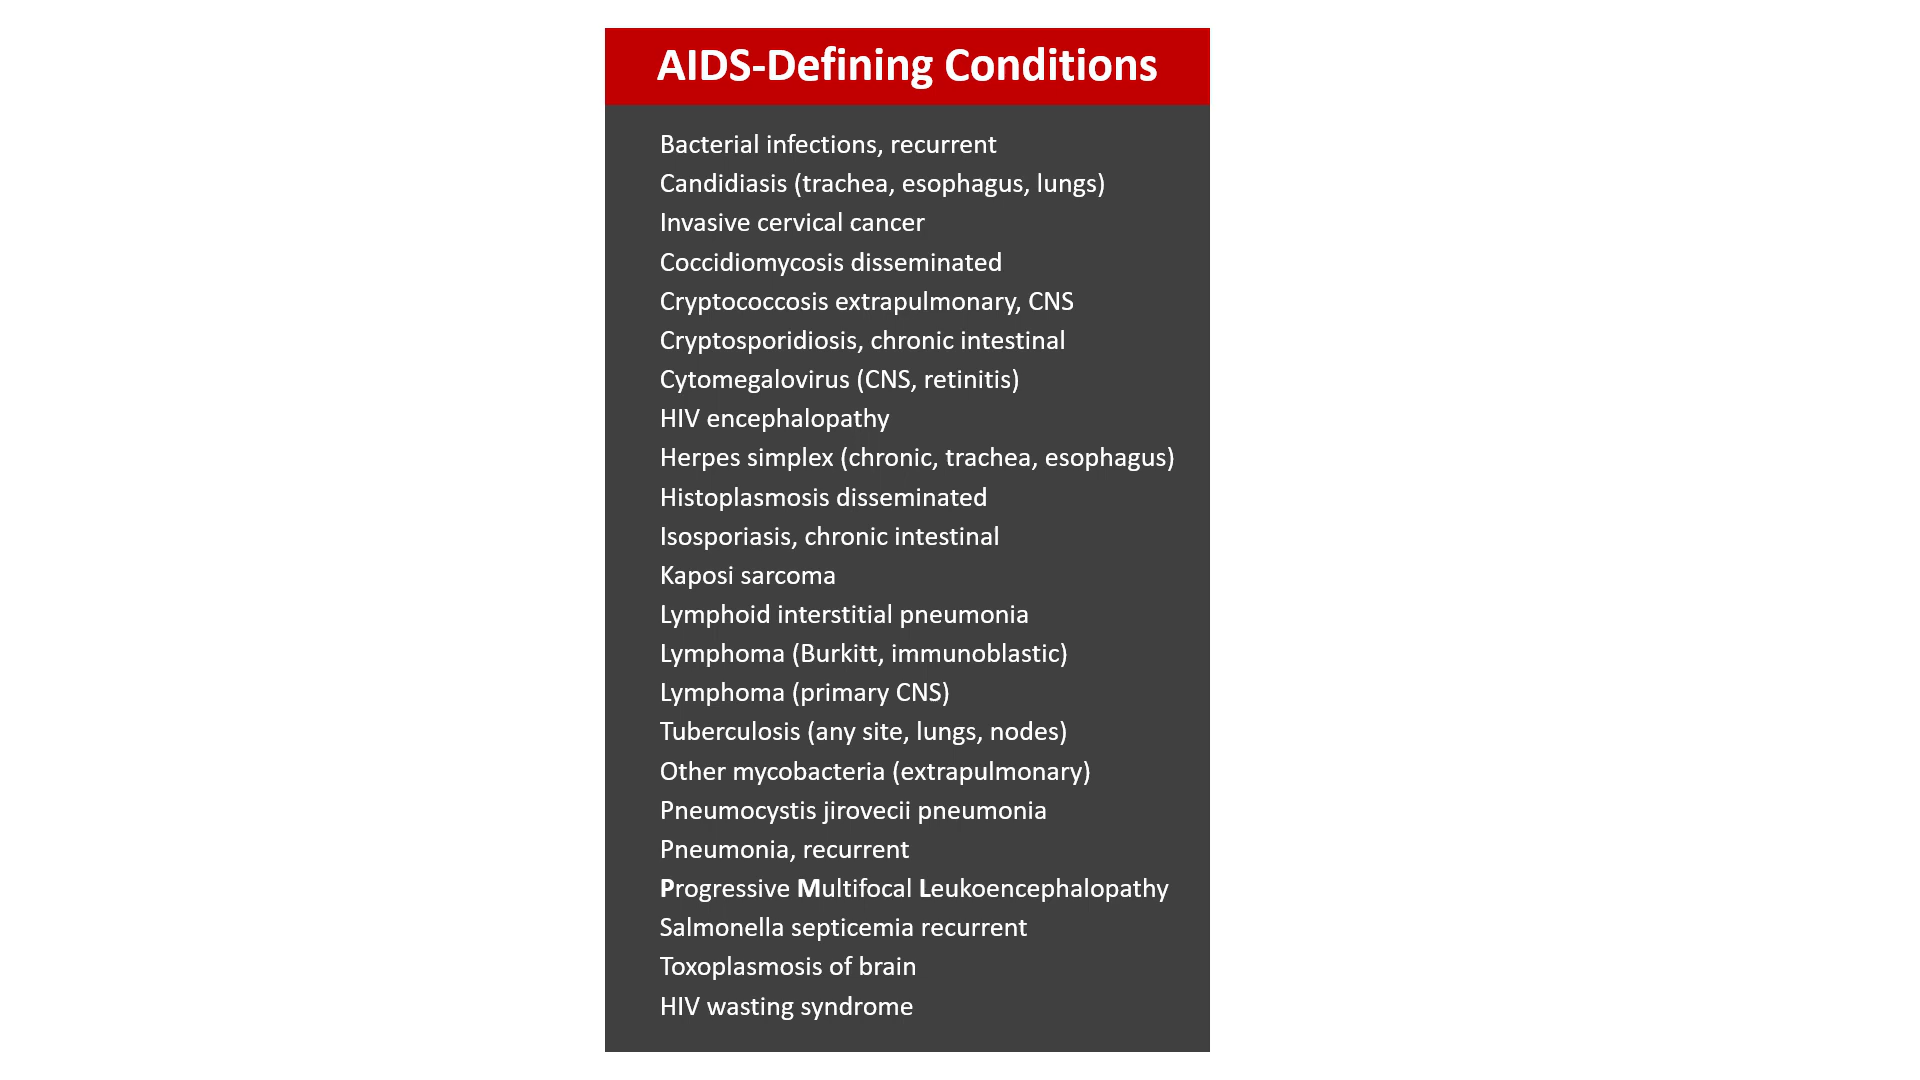 AIDS-Defining Conditions
Bacterial infections, recurrent
Candidiasis (trachea, esophagus, lungs)
Invasive cervical cancer
Coccidiomycosis disseminated
Cryptococcosis extrapulmonary, CNS
Cryptosporidiosis, chronic intestinal
Cytomegalovirus (CNS, retinitis)
HIV encephalopathy
Herpes simplex (chronic, trachea, esophagus)
Histoplasmosis disseminated
Isosporiasis, chronic intestinal
Kaposi sarcoma
Lymphoid interstitial pneumonia
Lymphoma (Burkitt, immunoblastic)
Lymphoma (primary CNS)
Tuberculosis (any site, lungs, nodes)
Other mycobacteria (extrapulmonary)
Pneumocystis jirovecii pneumonia
Pneumonia, recurrent
Progressive Multifocal Leukoencephalopathy
Salmonella septicemia recurrent
Toxoplasmosis of brain
HIV wasting syndrome